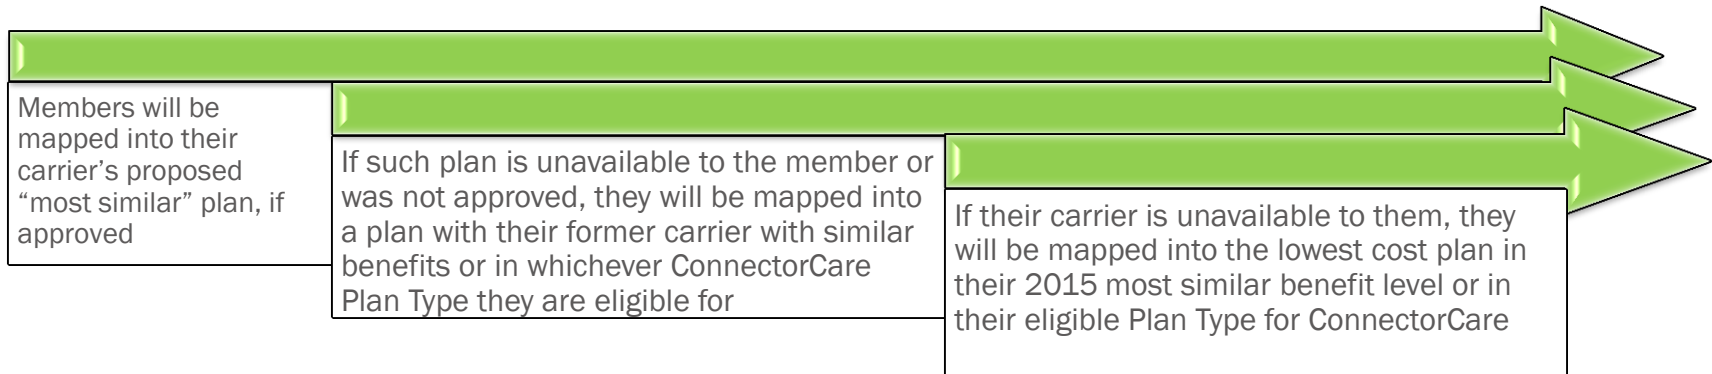 Members will be
mapped into their
carrier’s proposed
“most similar” plan, if
approved
If such plan is unavailable to the member or
was not approved, they will be mapped into
a plan with their former carrier with similar
benefits or in whichever ConnectorCare
Plan Type they are eligible for
If their carrier is unavailable to them, they
will be mapped into the lowest cost plan in
their 2015 most similar benefit level or in
their eligible Plan Type for ConnectorCare